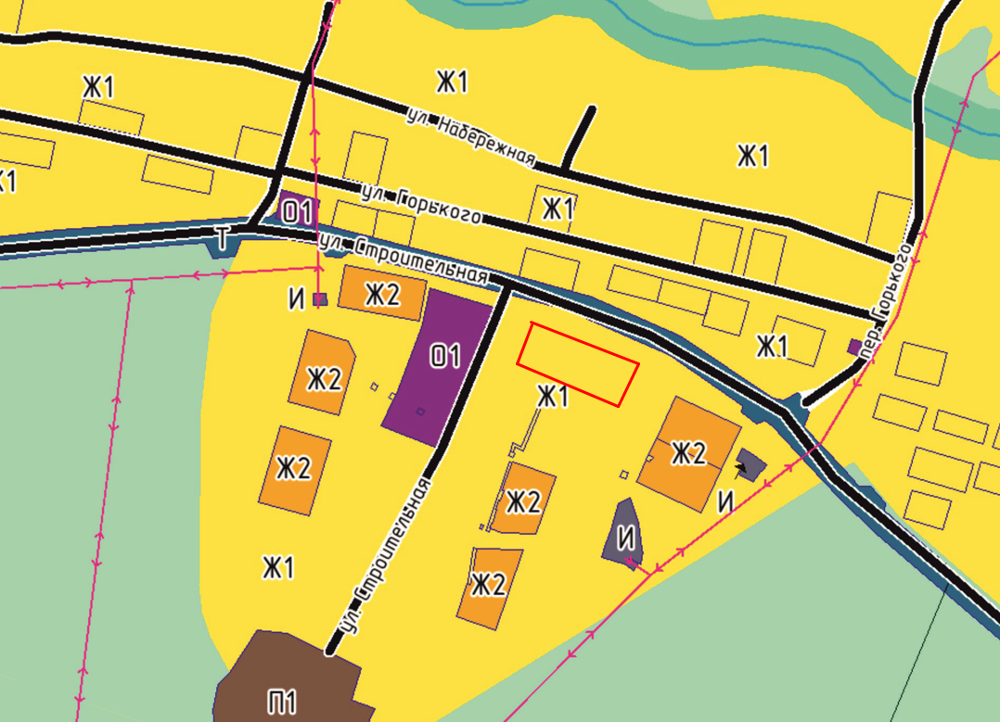 Ж1
Ж1
ул. Набережная
Ж1
Ж1
ул. Горького
О1
Ж1
Т
ул. Строительная
пер. Горького
И
Ж2
О1
Ж1
Ж2
Ж1
Ж2
Ж2
Ж2
И
И
Ж1
ул. Строительная
Ж2
П1